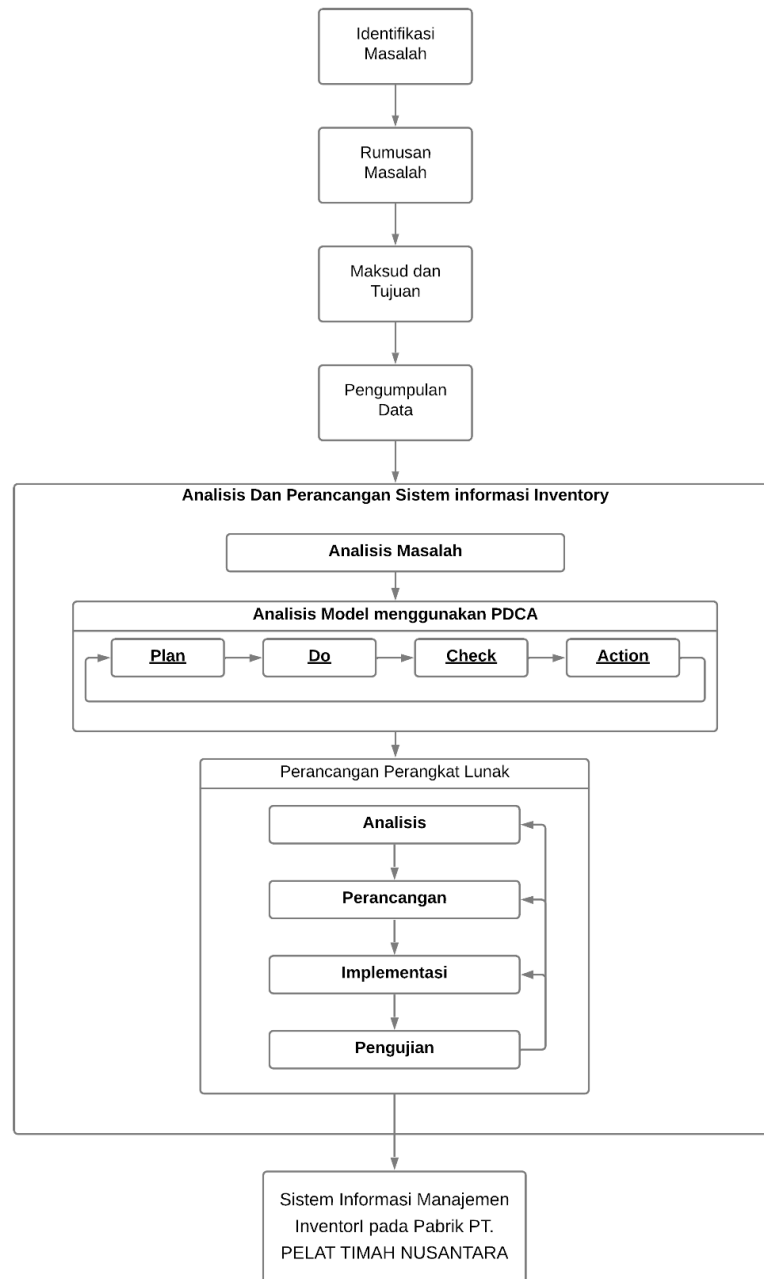 Identifikasi
Masalah
Rumusan
Masalah
Maksud dan
Tujuan
Pengumpulan
Data
Analisis Dan Perancangan Sistem informasi Inventory
Analisis Masalah
Analisis Model menggunakan PDCA
Plan
Do
Check
Action
Perancangan Perangkat Lunak
Analisis
Perancangan
Implementasi
Pengujian
Sistem Informasi Manajemen
InventorI pada Pabrik PT.
PELAT TIMAH NUSANTARA